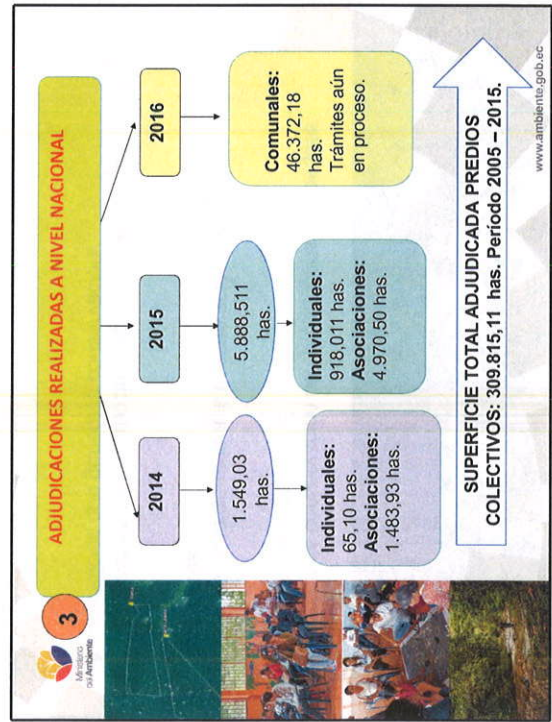 3
Ministerio
del Ambiente
ADJUDICACIONES REALIZADAS A NIVEL NACIONAL
2014
1.549,03
has.
Individuales:
65,10 has.
Asociaciones:
1.483,93 has.
2015
5.888,511
has.
Individuales:
918,011 has.
Asociaciones:
4.970,50 has.
2016
Comunales:
46.372,18
has.
Trámites aún
en proceso.
SUPERFICIE TOTAL ADJUDICADA PREDIOS
COLECTIVOS: 309.815,11 has. Período 2005 – 2015.
www.ambiente.gob.ec